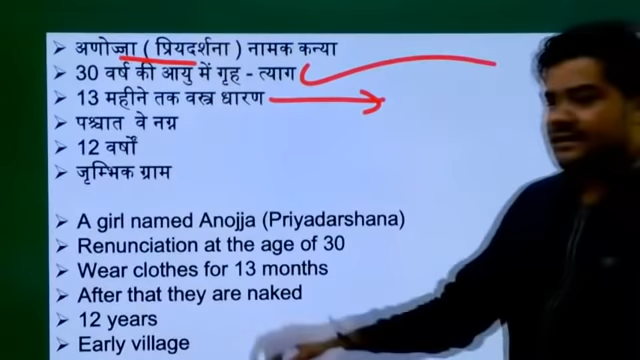 अणोज्जा ( प्रियदर्शना ) नामक कन्या
30 वर्ष की आयु में गृह - त्याग
13 महीने तक वस्त्र धारण
पश्चात वे नग्न
12 वर्षों
जृम्भिक ग्राम
A girl named Anojja (Priyadarshana)
Renunciation at the age of 30
Wear clothes for 13 months
After that they are naked
12 years
Early village